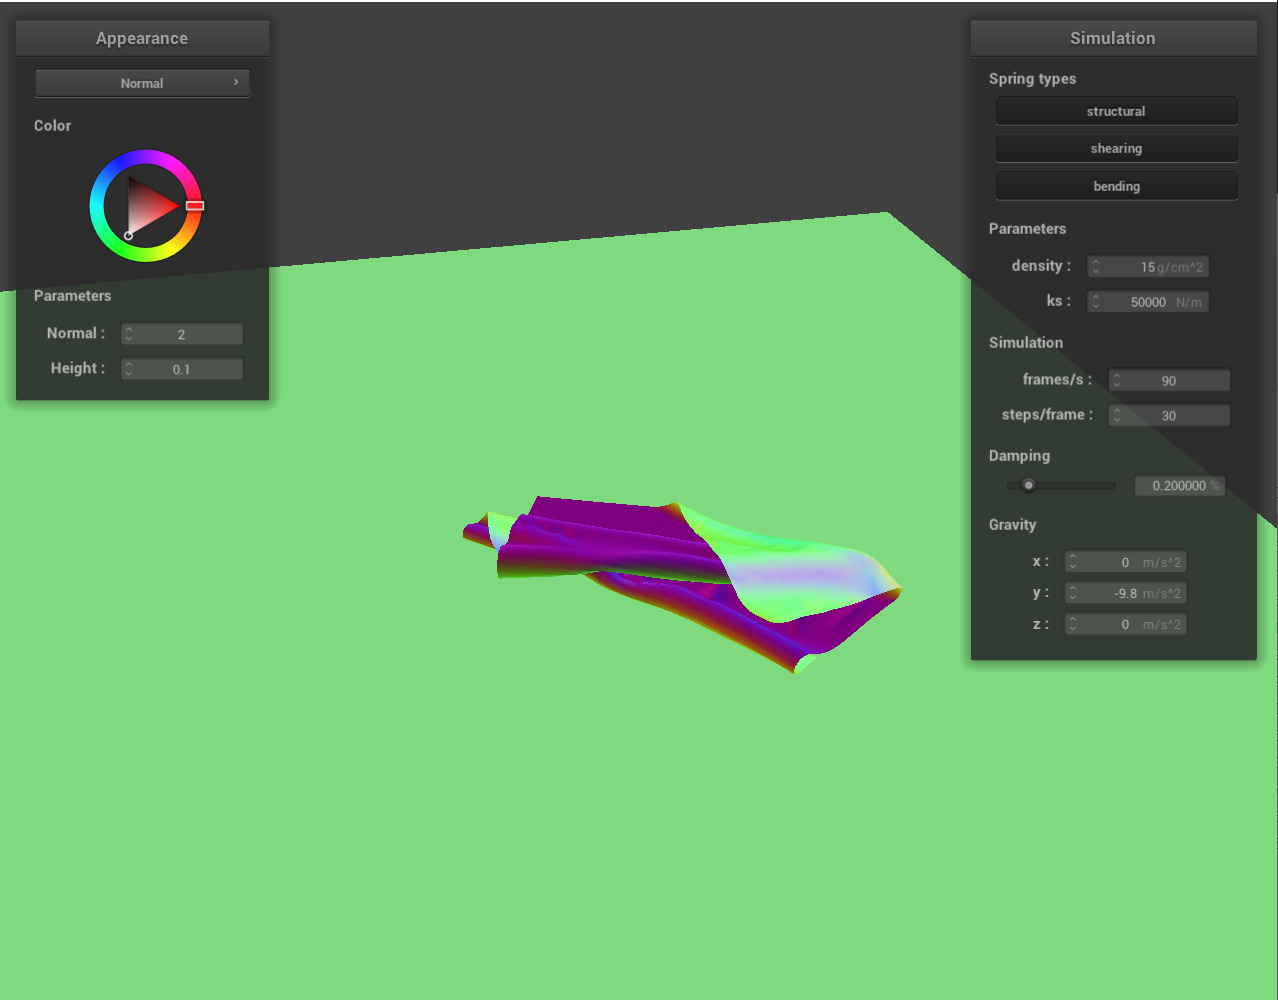 Appearance
Normal
Color
Parameters
Normal :
2
Height :
0.1
Simulation
Spring types
structural
shearing
bending
Parameters
density :
15 g/cm^2
ks :
50000 N/m
Simulation
frames/s :
90
steps/frame :
30
Damping
0.200000 %
Gravity
x :
0 m/s^2
y :
-9.8 m/s^2
z :
0 m/s^2